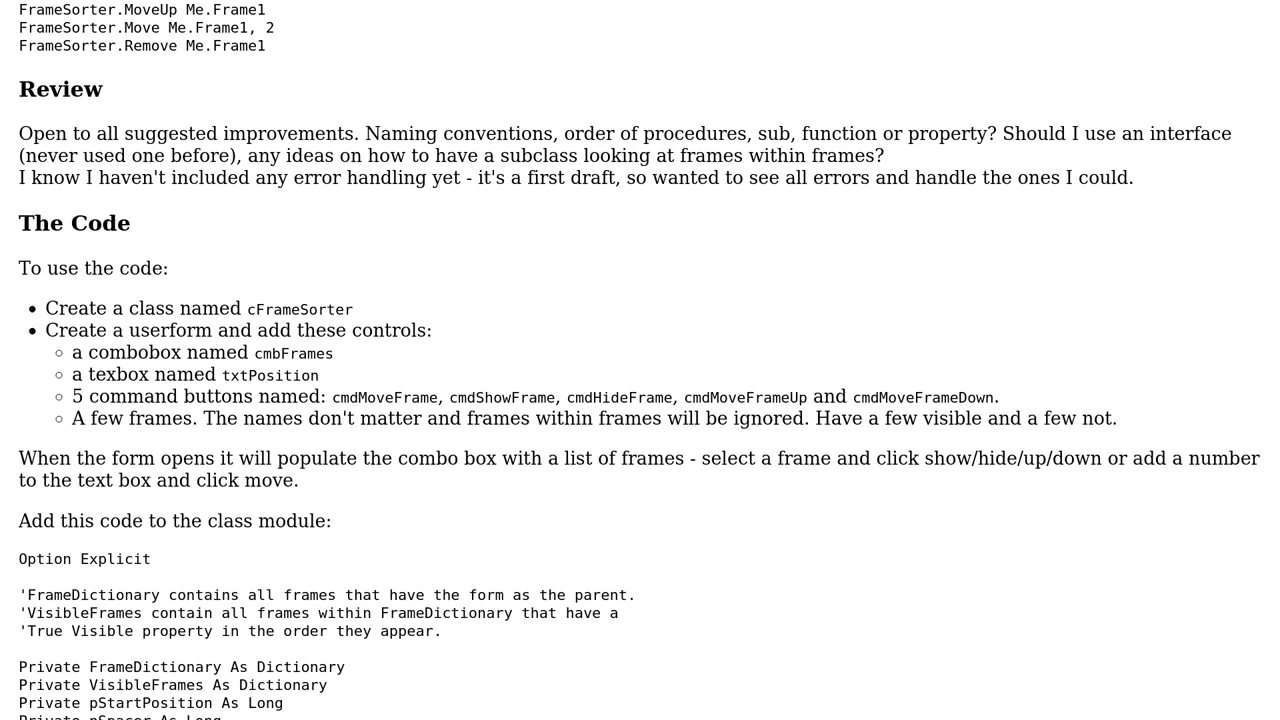 FrameSorter.MoveUp Me.Frame1
FrameSorter.Move Me.Frame1, 2
FrameSorter.Remove Me.Frame1
Review
Open to all suggested improvements. Naming conventions, order of procedures, sub, function or property? Should I use an interface
(never used one before), any ideas on how to have a subclass looking at frames within frames?
I know I haven't included any error handling yet - it's a first draft, so wanted to see all errors and handle the ones I could.
The Code
To use the code:
• Create a class named cFrameSorter
• Create a userform and add these controls:
◦ a combobox named cmbFrames
◦ a texbox named txtPosition
◦ 5 command buttons named: cmdMoveFrame, cmdShowFrame, cmdHideFrame, cmdMoveFrameUp and cmdMoveFrameDown.
◦ A few frames. The names don't matter and frames within frames will be ignored. Have a few visible and a few not.
When the form opens it will populate the combo box with a list of frames - select a frame and click show/hide/up/down or add a number
to the text box and click move.
Add this code to the class module:
Option Explicit
'FrameDictionary contains all frames that have the form as the parent.
'VisibleFrames contain all frames within FrameDictionary that have a
'True Visible property in the order they appear.
Private FrameDictionary As Dictionary
Private VisibleFrames As Dictionary
Private pStartPosition As Long
Private pSpacer As Long